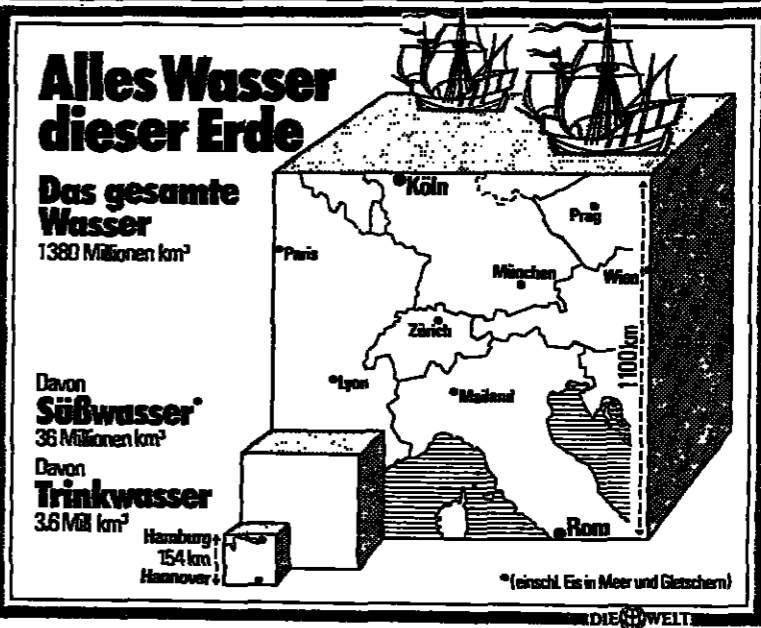 Alles Wasser
dieser Erde
Das gesamte
Wasser
1380 Millionen km³
Davon
Süßwasser*
36 Millionen km³
Davon
Trinkwasser
3.6 Mill km³
Hamburg
154 km
Hannover
Köln
Prag
Paris
München
Wien
Zürich
1100 km
Lyon
Mailand
Rom
*(einschl. Eis in Meer und Gletschern)
DIE WELT